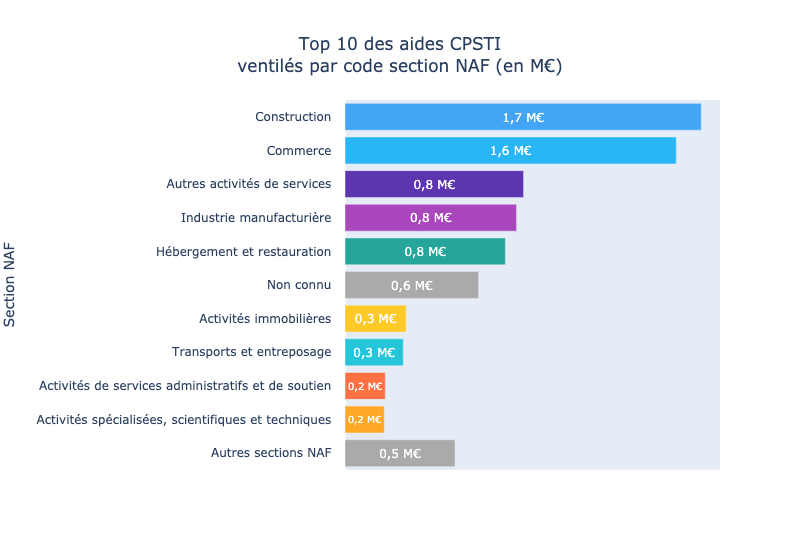 Top 10 des aides CPSTI
ventilés par code section NAF (en M€)
Section NAF
Construction 1,7 M€
Commerce 1,6 M€
Autres activités de services 0,8 M€
Industrie manufacturière 0,8 M€
Hébergement et restauration 0,8 M€
Non connu 0,6 M€
Activités immobilières 0,3 M€
Transports et entreposage 0,3 M€
Activités de services administratifs et de soutien 0,2 M€
Activités spécialisées, scientifiques et techniques 0,2 M€
Autres sections NAF 0,5 M€